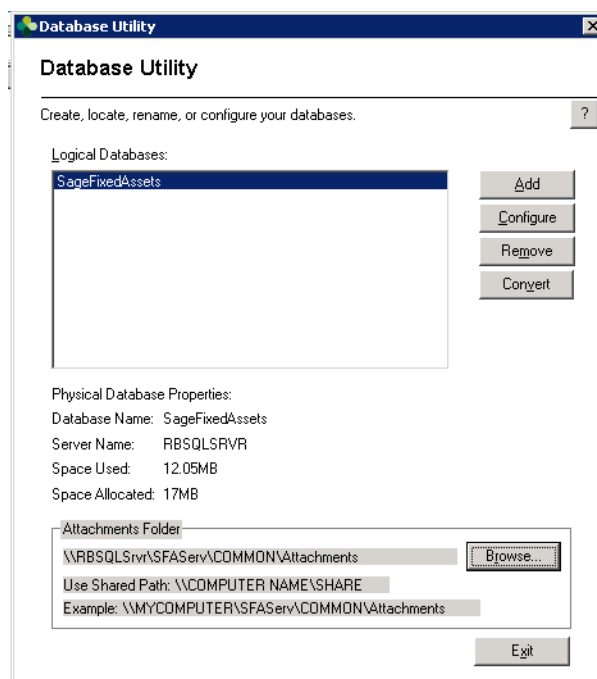 Database Utility
Database Utility
Create, locate, rename, or configure your databases.
?
Logical Databases:
SageFixedAssets
Add
Configure
Remove
Convert
Physical Database Properties:
Database Name: SageFixedAssets
Server Name: RBSQLSRVR
Space Used: 12.05MB
Space Allocated: 17MB
Attachments Folder
\\RBSQLSrvr\SFAServ\COMMON\Attachments
Browse...
Use Shared Path: \\COMPUTER NAME\SHARE
Example: \\MYCOMPUTER\SFAServ\COMMON\Attachments
Exit